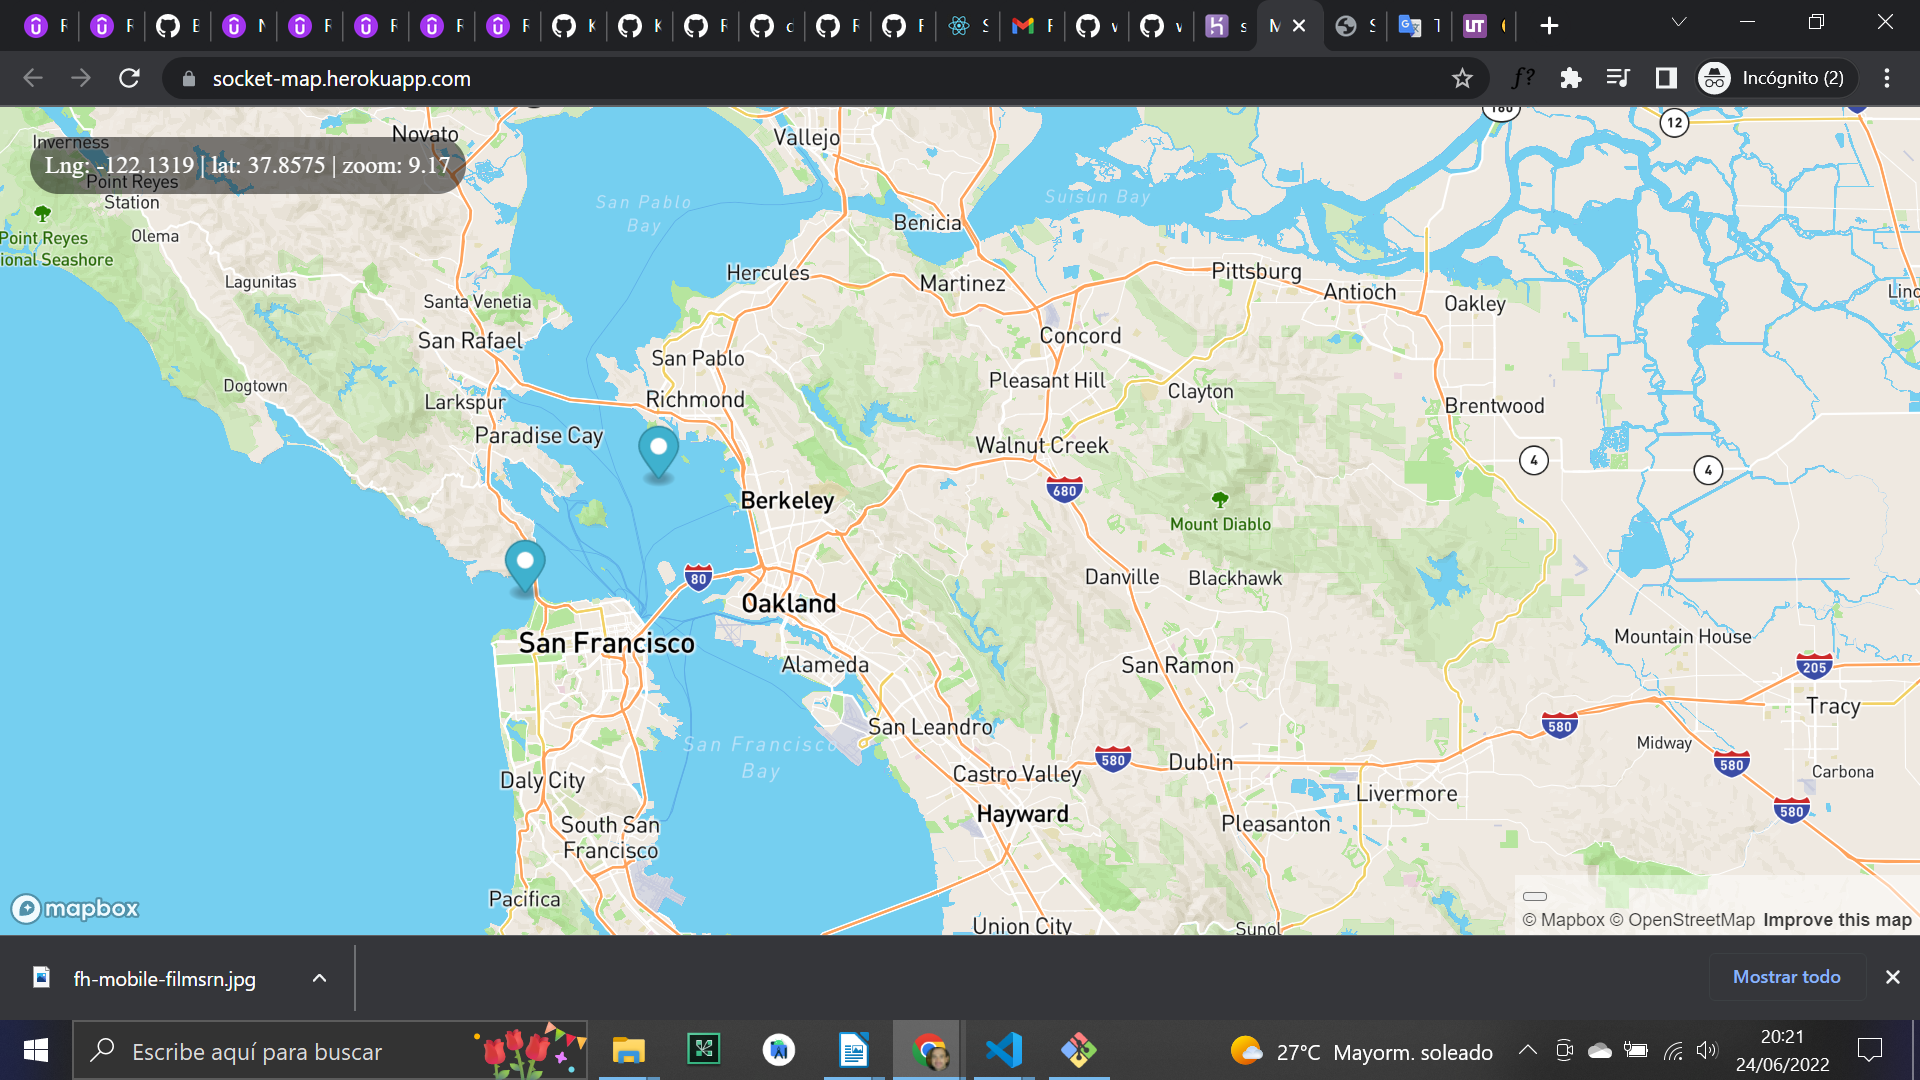 socket-map.herokuapp.com
Incógnito (2)
Lng: -122.1319 | lat: 37.8575 | zoom: 9.17
Inverness
Novato
Vallejo
12
Point Reyes
Station
San Pablo
Bay
Suisun Bay
Benicia
Point Reyes
ional Seashore
Olema
Lagunitas
Hercules
Martinez
Pittsburg
Antioch
Oakley
Linc
Santa Venetia
San Rafael
San Pablo
Concord
Dogtown
Larkspur
Richmond
Pleasant Hill
Clayton
Brentwood
Paradise Cay
Walnut Creek
4
4
680
Berkeley
Mount Diablo
80
Danville
Blackhawk
Oakland
San Francisco
Mountain House
Alameda
San Ramon
205
Tracy
San Leandro
580
San Francisco
Bay
Midway
580
Dublin
580
Carbona
Daly City
Castro Valley
Livermore
Hayward
580
South San
Francisco
Pleasanton
Pacifica
Union City
Sunol
mapbox
© Mapbox © OpenStreetMap Improve this map
fh-mobile-filmsrn.jpg
Mostrar todo
Escribe aquí para buscar
27°C Mayorm. soleado
20:21
24/06/2022